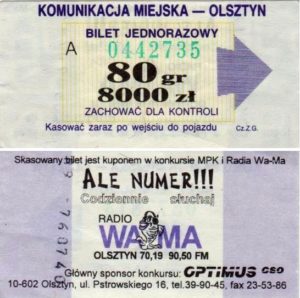 KOMUNIKACJA MIEJSKA — OLSZTYN
BILET JEDNORAZOWY
A 0442735
80 gr
8000 zł
ZACHOWAĆ DLA KONTROLI
Kasować zaraz po wejściu do pojazdu Cz.Z.G.
Skasowany bilet jest kuponem w konkursie MPK i Radia Wa-Ma
ALE NUMER!!!
Codziennie słuchaj
RADIO
WA-MA
OLSZTYN 70,19 90,50 FM
Główny sponsor konkursu: OPTIMUS GSO
10-602 Olsztyn, ul. Pstrowskiego 16, tel.39-90-45, fax 23-53-86